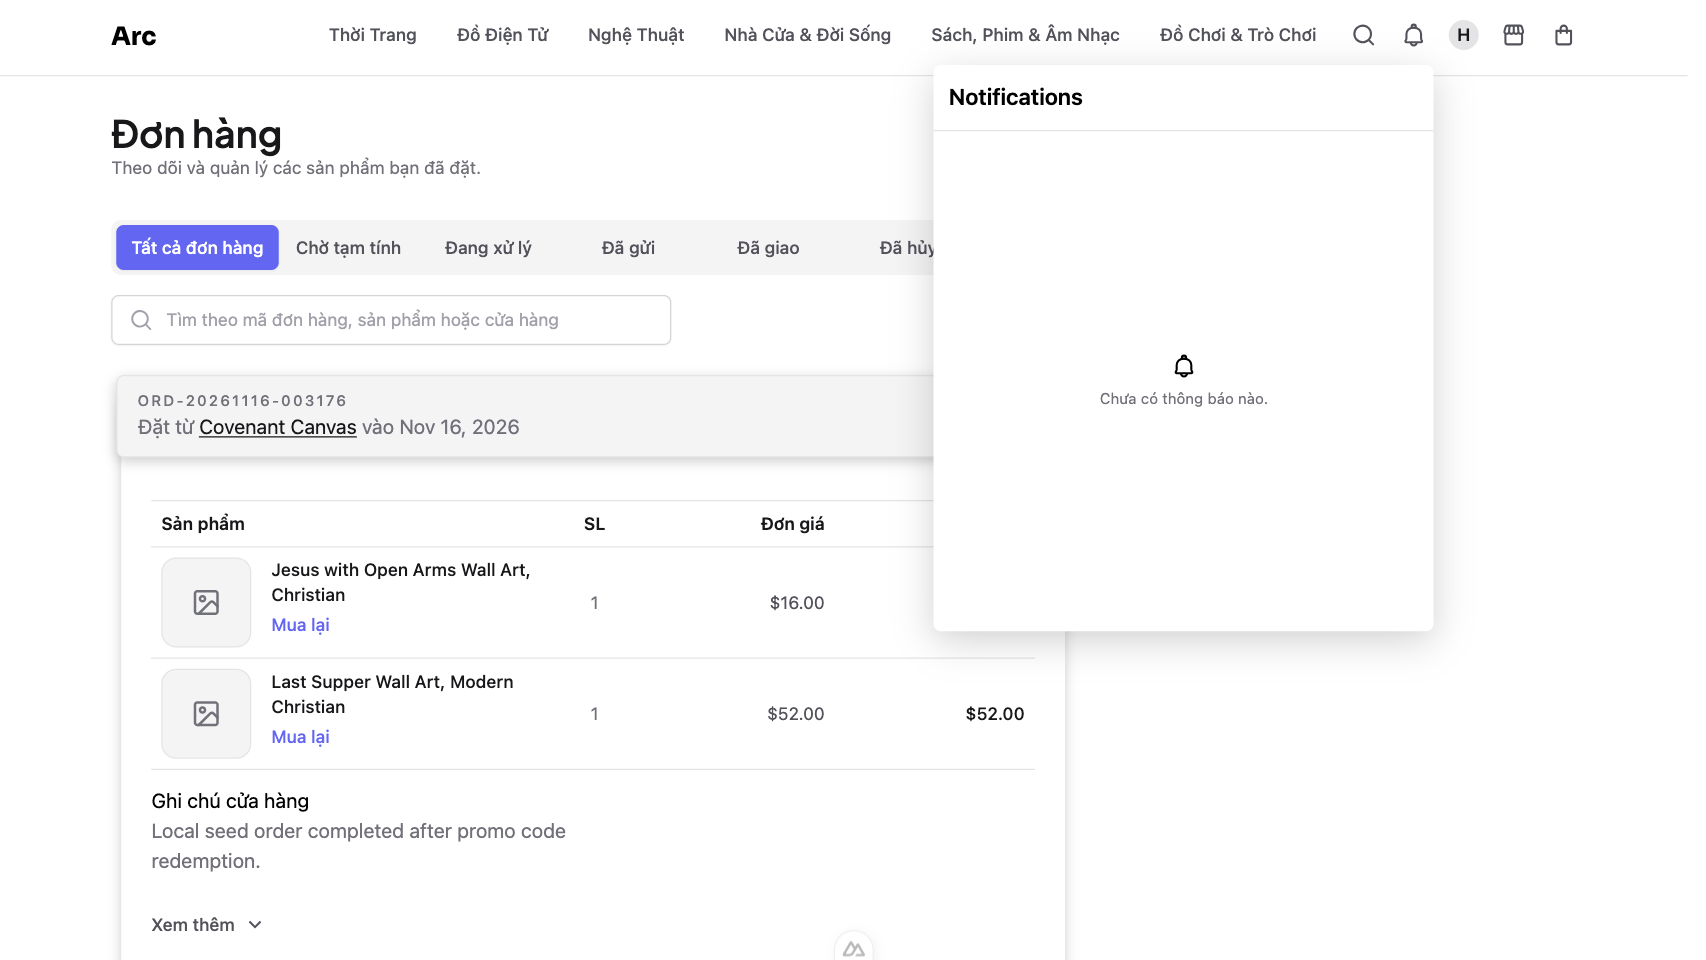 Arc
Thời Trang
Đồ Điện Tử
Nghệ Thuật
Nhà Cửa & Đời Sống
Sách, Phim & Âm Nhạc
Đồ Chơi & Trò Chơi
H
Notifications
Chưa có thông báo nào.
Đơn hàng
Theo dõi và quản lý các sản phẩm bạn đã đặt.
Tất cả đơn hàng
Chờ tạm tính
Đang xử lý
Đã gửi
Đã giao
Đã hủy
Tìm theo mã đơn hàng, sản phẩm hoặc cửa hàng
ORD-20261116-003176
Đặt từ Covenant Canvas vào Nov 16, 2026
Sản phẩm
SL
Đơn giá
Jesus with Open Arms Wall Art,
Christian
Mua lại
1
$16.00
Last Supper Wall Art, Modern
Christian
Mua lại
1
$52.00
$52.00
Ghi chú cửa hàng
Local seed order completed after promo code
redemption.
Xem thêm